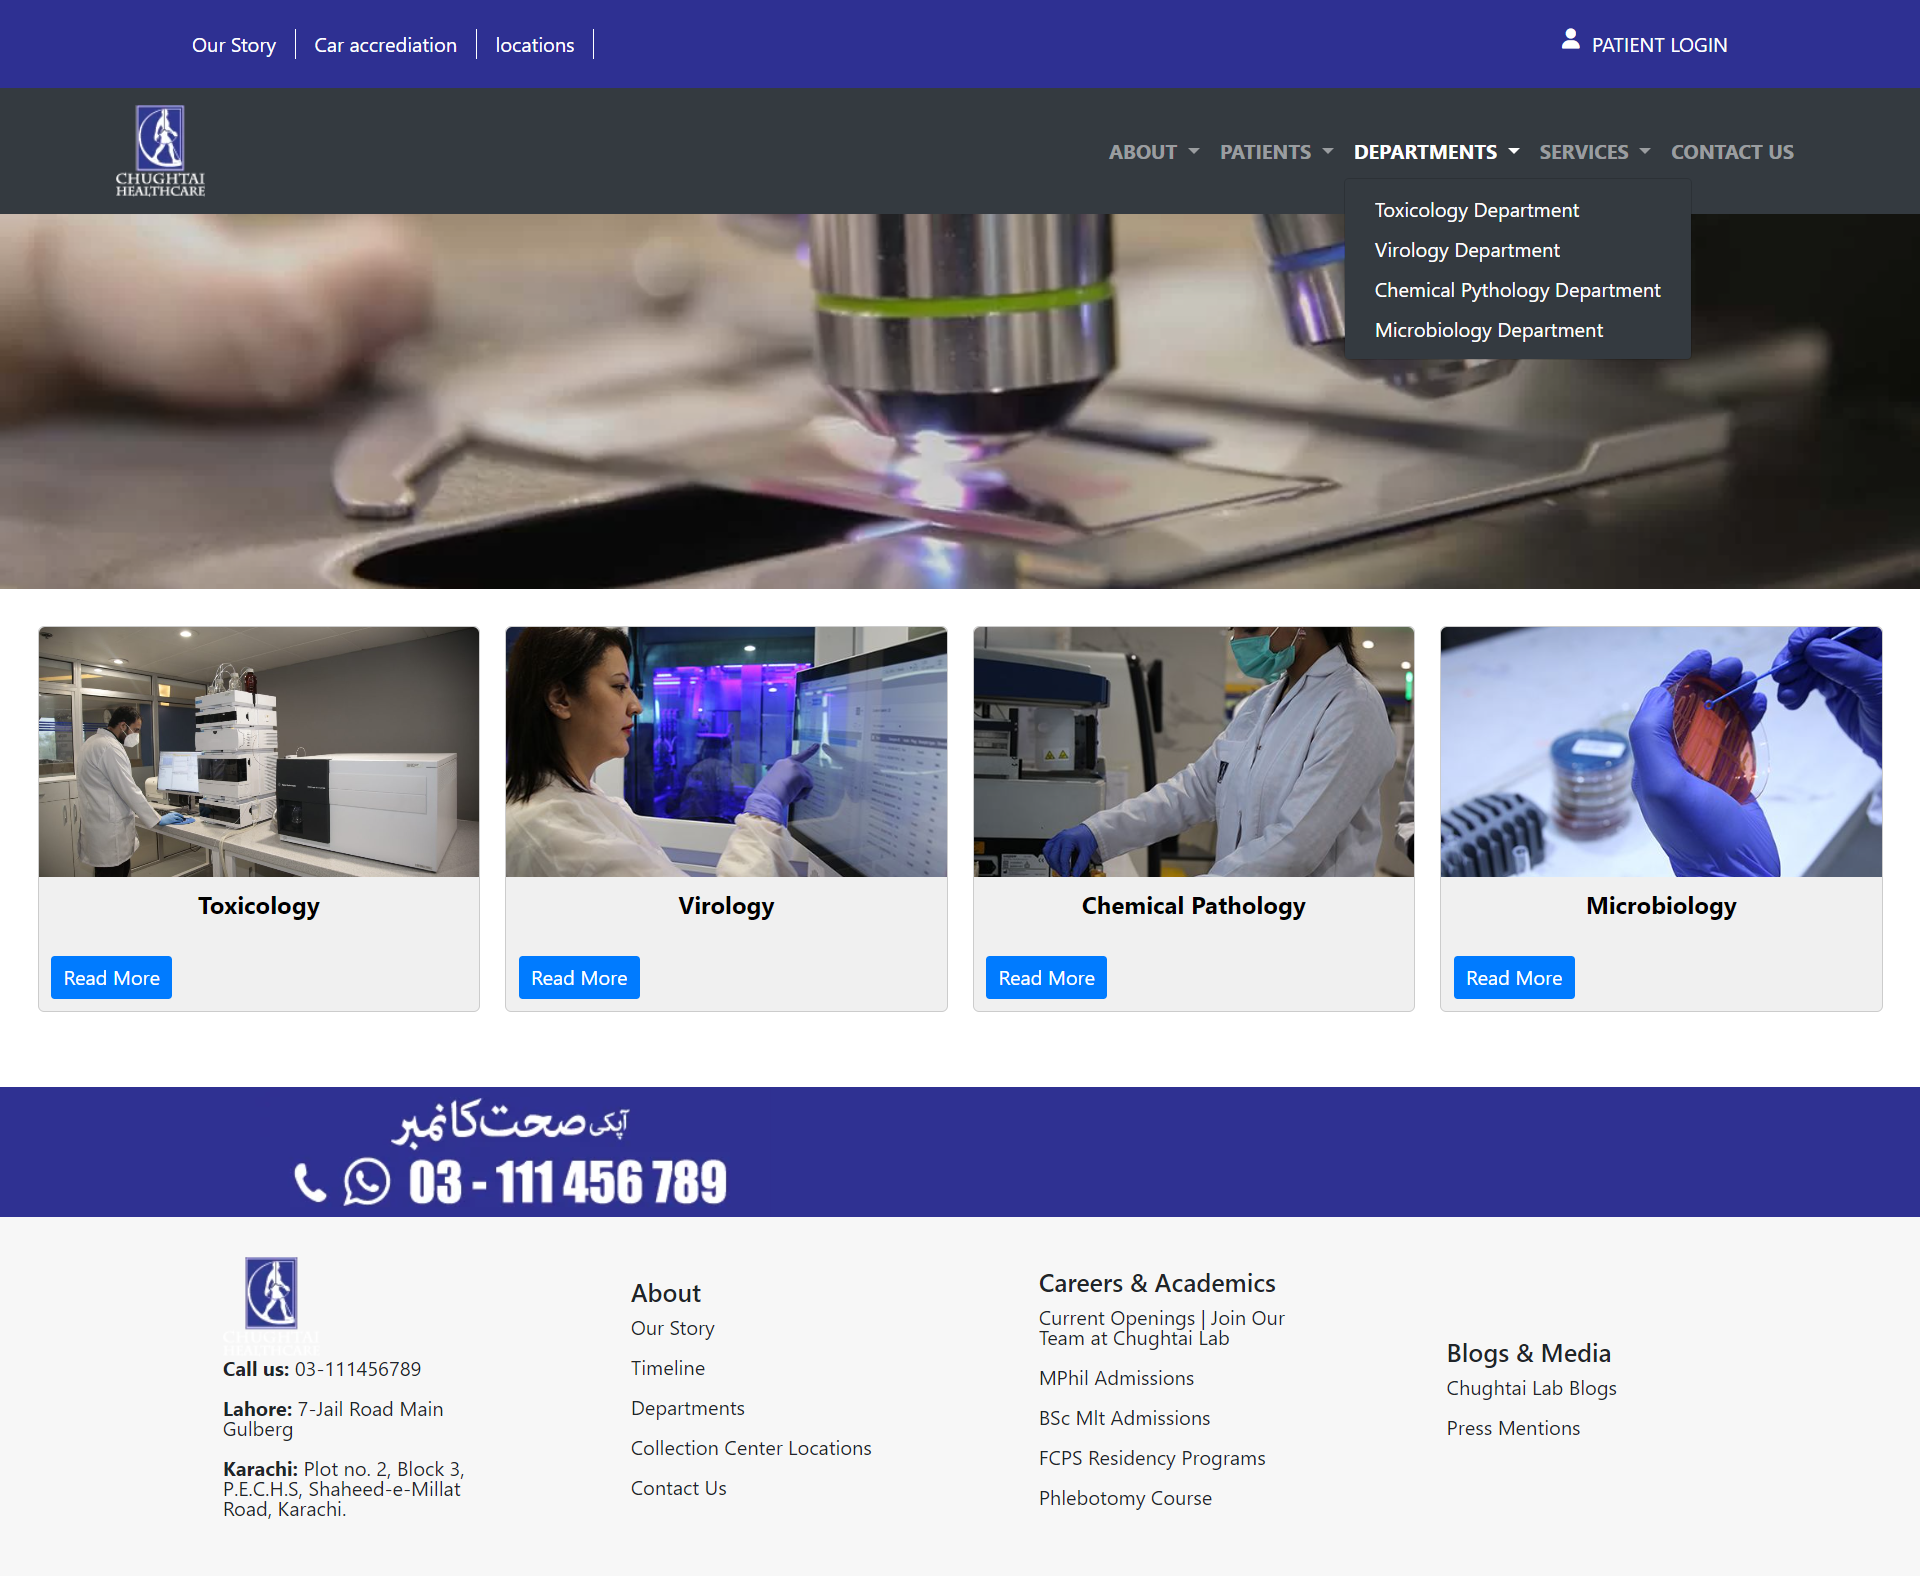 Our Story
Car accrediation
locations
PATIENT LOGIN
CHUGHTAI
HEALTHCARE
ABOUT
PATIENTS
DEPARTMENTS
SERVICES
CONTACT US
Toxicology Department
Virology Department
Chemical Pythology Department
Microbiology Department
Toxicology
Read More
Virology
Read More
Chemical Pathology
Read More
Microbiology
Read More
آپکی صحت کا نمبر
03 - 111 456 789
CHUGHTAI
HEALTHCARE
Call us: 03-111456789
Lahore: 7-Jail Road Main
Gulberg
Karachi: Plot no. 2, Block 3,
P.E.C.H.S, Shaheed-e-Millat
Road, Karachi.
About
Our Story
Timeline
Departments
Collection Center Locations
Contact Us
Careers & Academics
Current Openings | Join Our
Team at Chughtai Lab
MPhil Admissions
BSc Mlt Admissions
FCPS Residency Programs
Phlebotomy Course
Blogs & Media
Chughtai Lab Blogs
Press Mentions